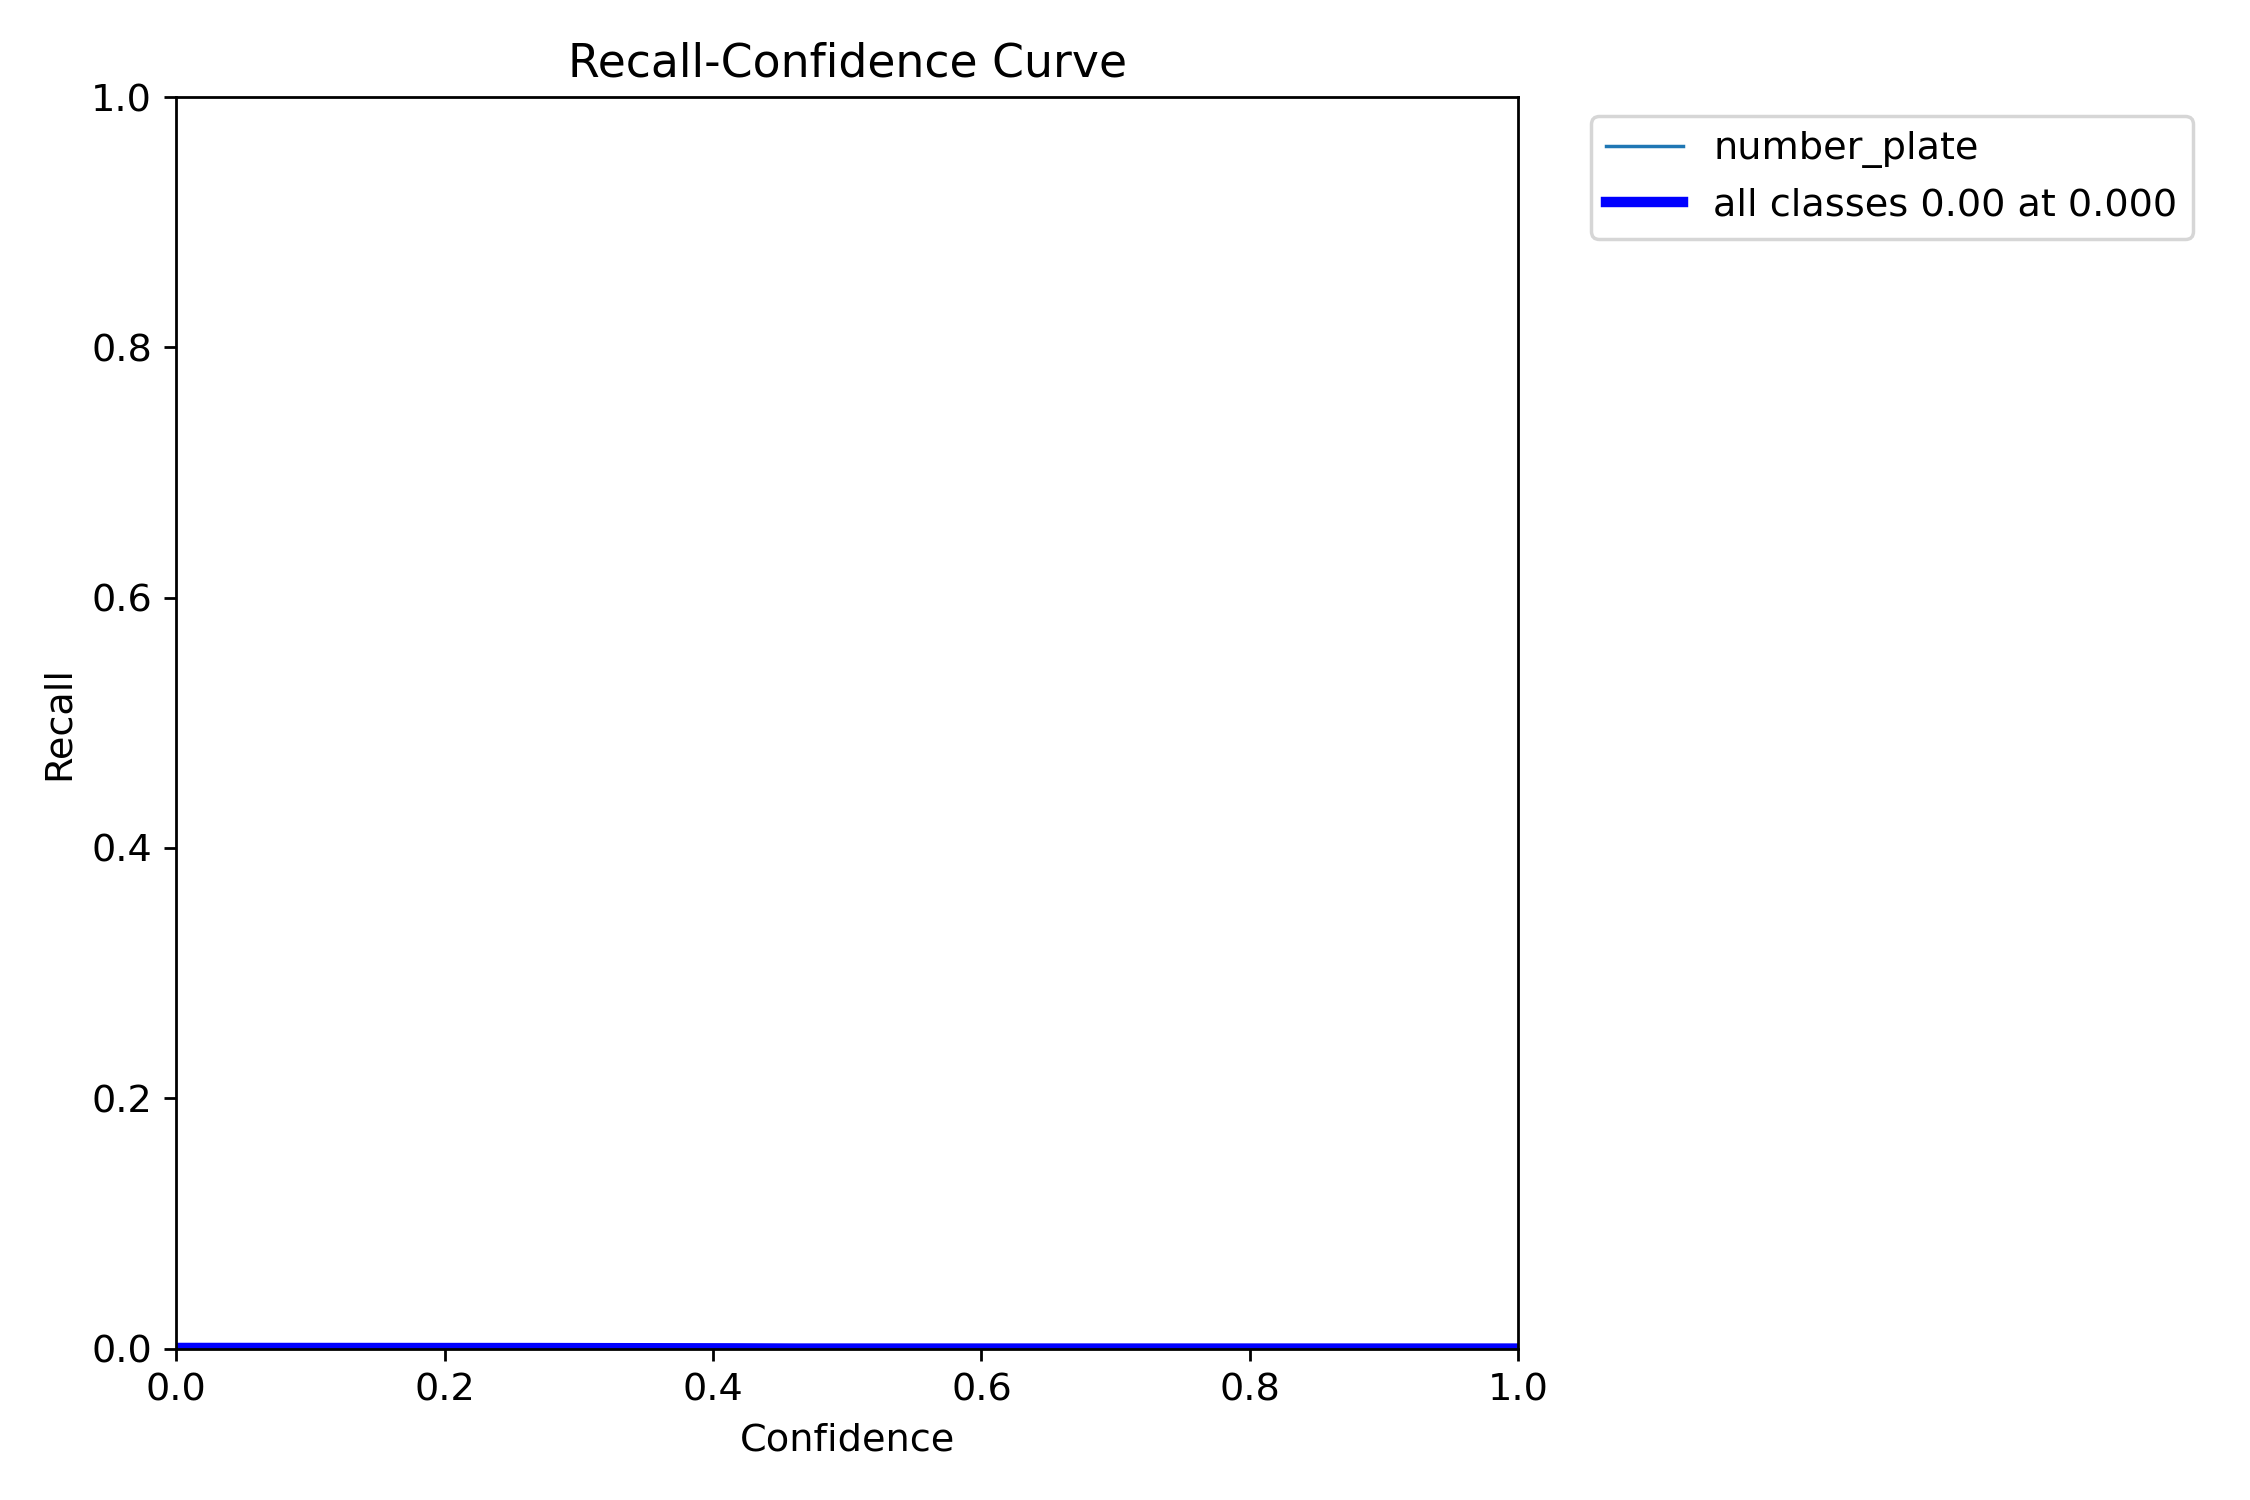 Recall-Confidence Curve
number_plate
all classes 0.00 at 0.000
1.0
0.8
0.6
0.4
0.2
0.0
Recall
0.0 0.2 0.4 0.6 0.8 1.0
Confidence